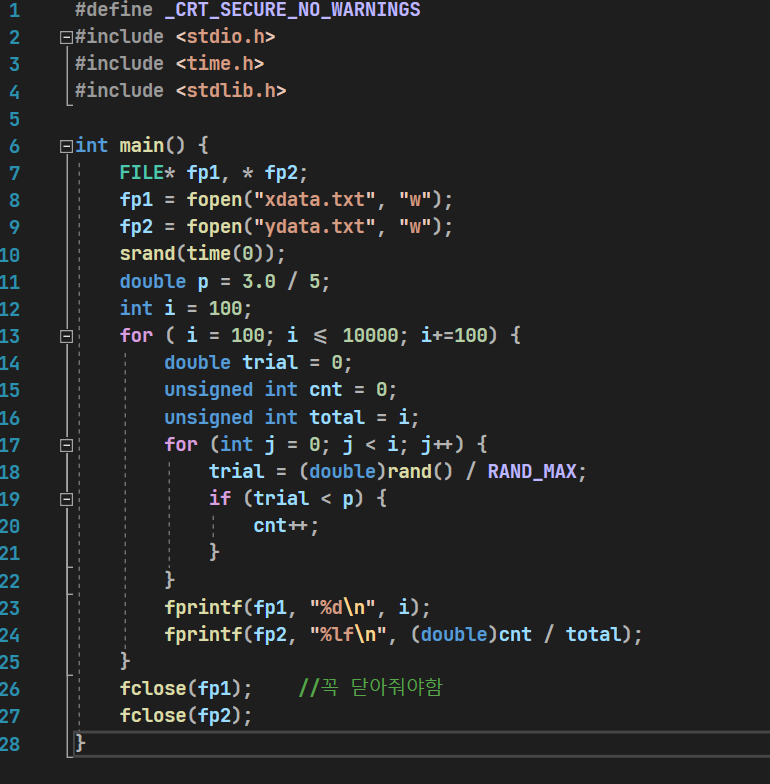 1 #define _CRT_SECURE_NO_WARNINGS
2 #include <stdio.h>
3 #include <time.h>
4 #include <stdlib.h>
5
6 int main() {
7 FILE* fp1, * fp2;
8 fp1 = fopen("xdata.txt", "w");
9 fp2 = fopen("ydata.txt", "w");
10 srand(time(0));
11 double p = 3.0 / 5;
12 int i = 100;
13 for ( i = 100; i <= 10000; i+=100) {
14 double trial = 0;
15 unsigned int cnt = 0;
16 unsigned int total = i;
17 for (int j = 0; j < i; j++) {
18 trial = (double)rand() / RAND_MAX;
19 if (trial < p) {
20 cnt++;
21 }
22 }
23 fprintf(fp1, "%d\n", i);
24 fprintf(fp2, "%lf\n", (double)cnt / total);
25 }
26 fclose(fp1); //꼭 닫아줘야함
27 fclose(fp2);
28 }